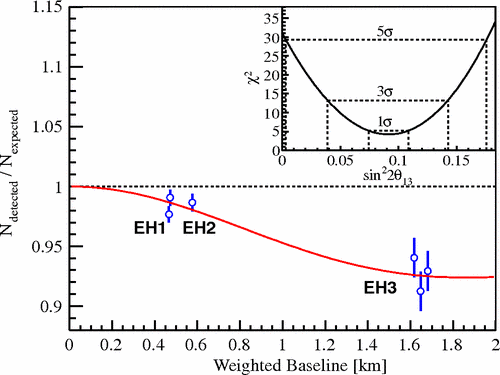 1.15
1.1
1.05
1
0.95
0.9
N_detected / N_expected
0 0.2 0.4 0.6 0.8 1 1.2 1.4 1.6 1.8 2
Weighted Baseline [km]
EH1
EH2
EH3
35
30
25
20
15
10
5
0
χ²
0 0.05 0.1 0.15
sin²2θ₁₃
5σ
3σ
1σ